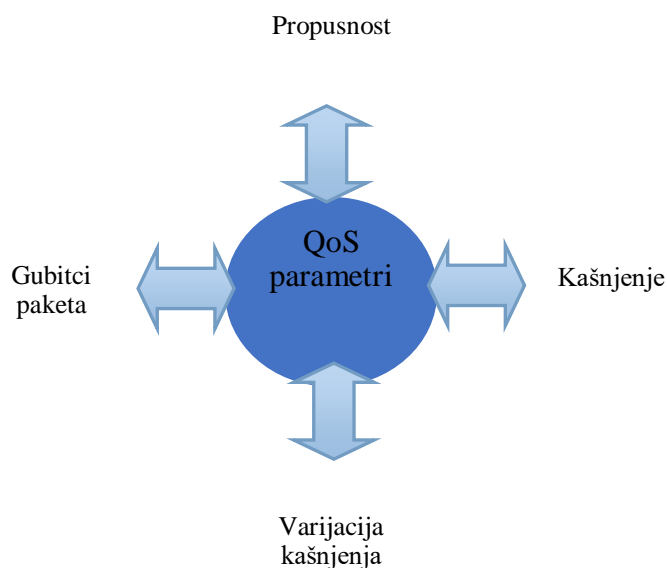 Propusnost
QoS
parametri
Gubitci
paketa
Kašnjenje
Varijacija
kašnjenja